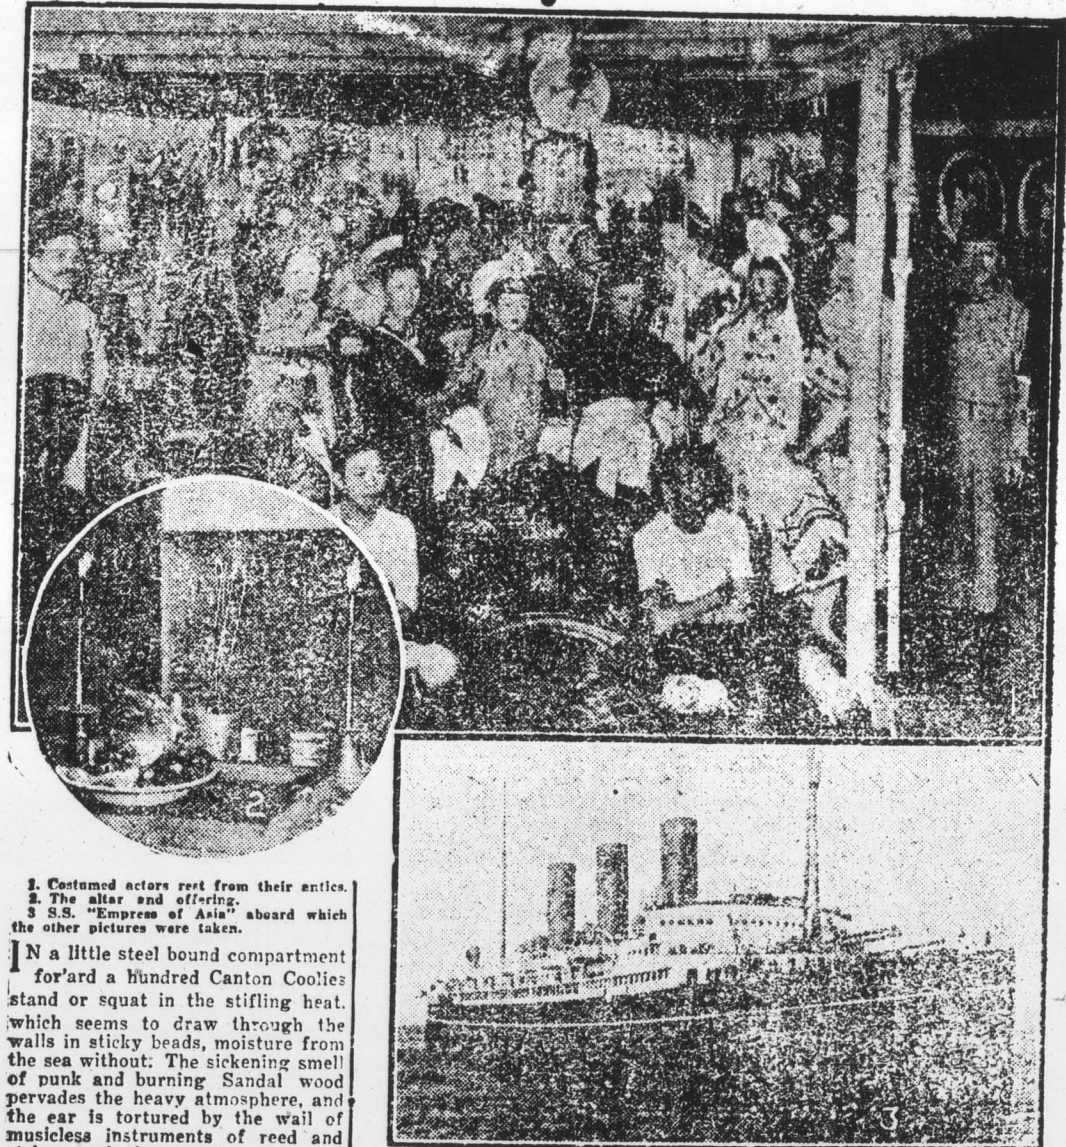 2
3
1. Costumed actors rest from their antics.
2. The altar and offering.
3 S.S. "Empress of Asia" aboard which
the other pictures were taken.
IN a little steel bound compartment
for'ard a hundred Canton Coolies
stand or squat in the stifling heat.
which seems to draw through the
walls in sticky beads, moisture from
the sea without. The sickening smell
of punk and burning Sandal wood
pervades the heavy atmosphere, and
the ear is tortured by the wail of
musicless instruments of reed and